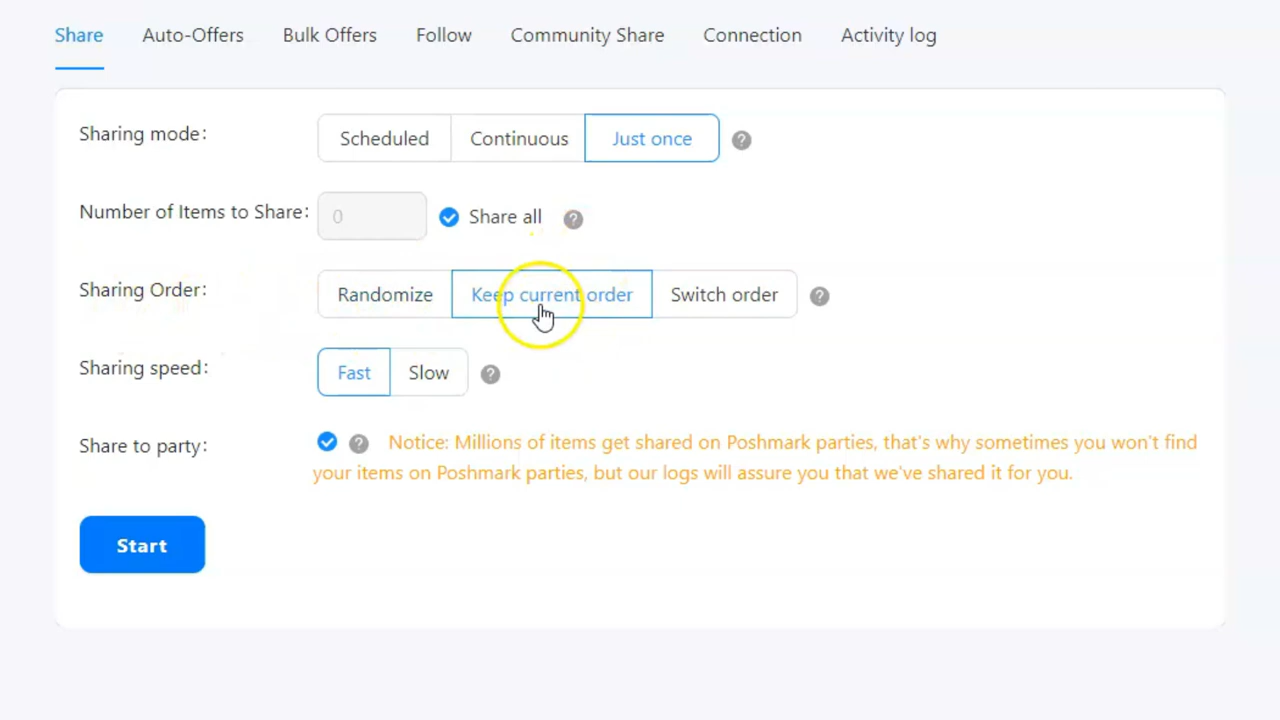 Share Auto-Offers Bulk Offers Follow Community Share Connection Activity log
Sharing mode: Scheduled Continuous Just once ?
Number of Items to Share: 0 Share all ?
Sharing Order: Randomize Keep current order Switch order ?
Sharing speed: Fast Slow ?
Share to party: ? Notice: Millions of items get shared on Poshmark parties, that's why sometimes you won't find
your items on Poshmark parties, but our logs will assure you that we've shared it for you.
Start